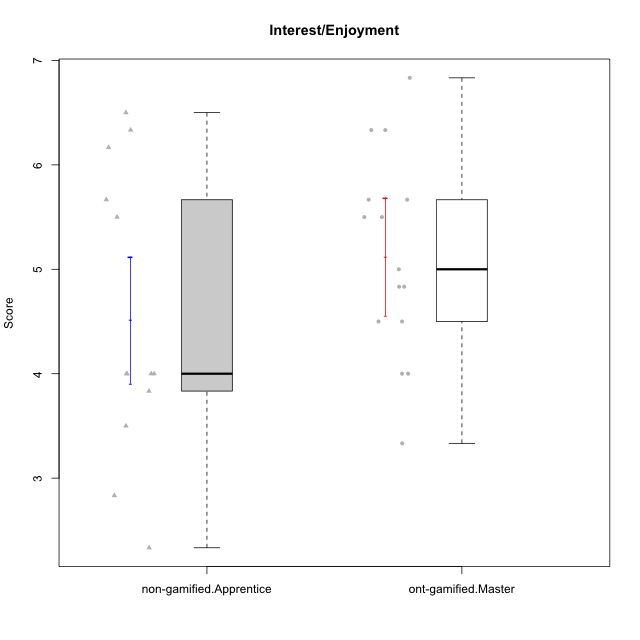 Interest/Enjoyment
7
6
5
4
3
Score
non-gamified.Apprentice
ont-gamified.Master